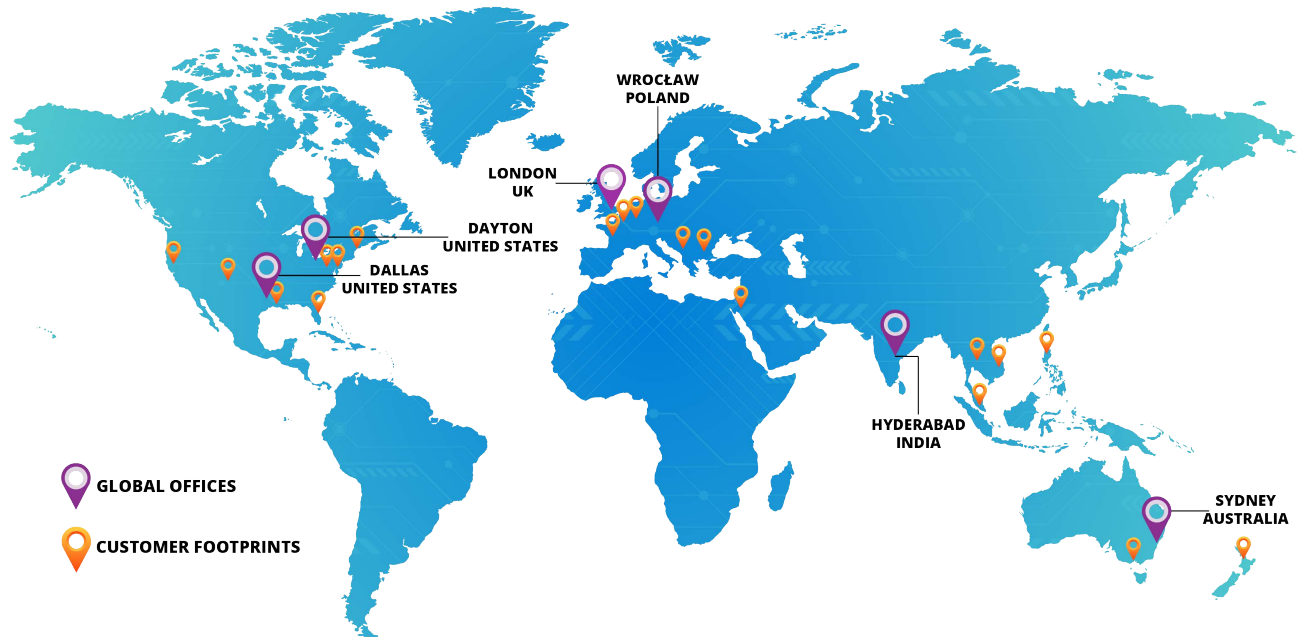 WROCŁAW
POLAND
LONDON
UK
DAYTON
UNITED STATES
DALLAS
UNITED STATES
HYDERABAD
INDIA
GLOBAL OFFICES
SYDNEY
AUSTRALIA
CUSTOMER FOOTPRINTS